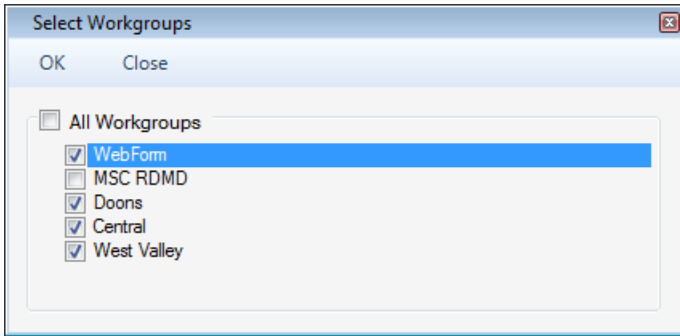 Select Workgroups
OK Close
All Workgroups
WebForm
MSC RDMD
Doons
Central
West Valley